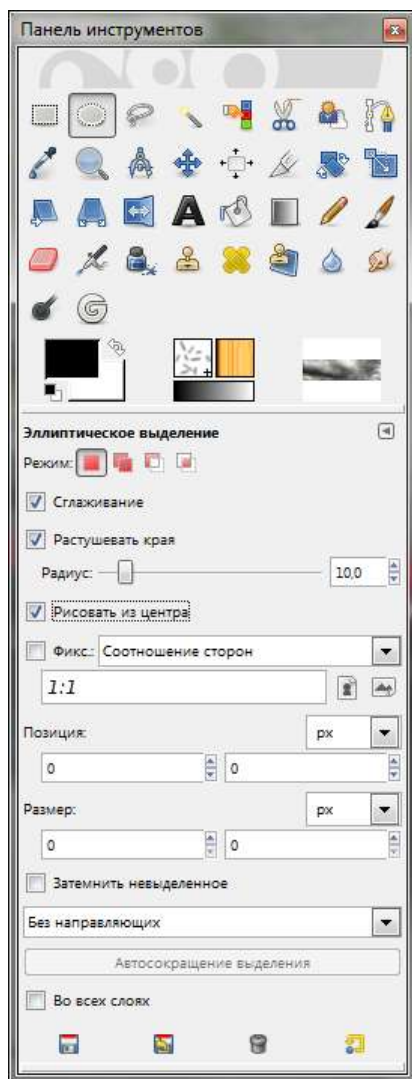 Панель инструментов
Эллиптическое выделение
Режим:
Сглаживание
Растушевать края
Радиус: 10,0
Рисовать из центра
Фикс.: Соотношение сторон
1:1
Позиция: px
0 0
Размер: px
0 0
Затемнить невыделенное
Без направляющих
Автосокращение выделения
Во всех слоях